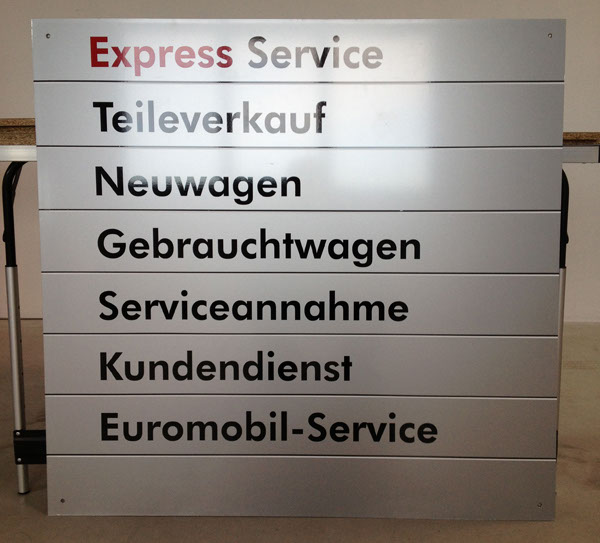 Express Service
Teileverkauf
Neuwagen
Gebrauchtwagen
Serviceannahme
Kundendienst
Euromobil-Service